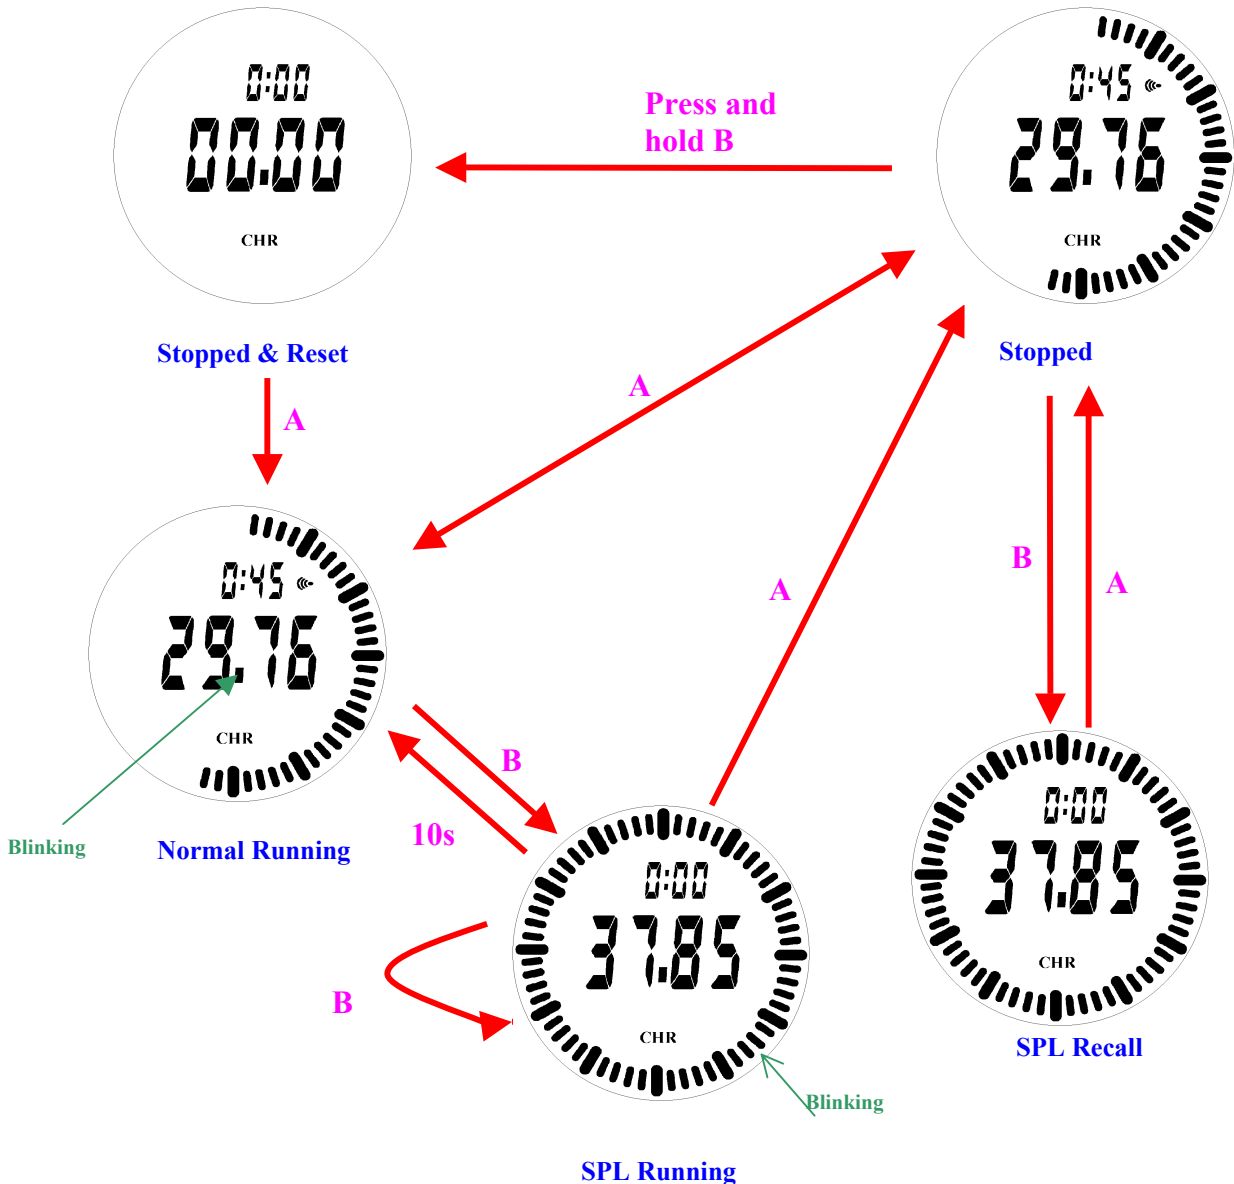 0:00
00.00
CHR
Stopped & Reset
Press and
hold B
0:45
29.76
CHR
Stopped
A
A
0:45
29.76
CHR
Blinking
Normal Running
B
10s
B
A
B
A
0:00
37.85
CHR
Blinking
SPL Running
0:00
37.85
CHR
SPL Recall